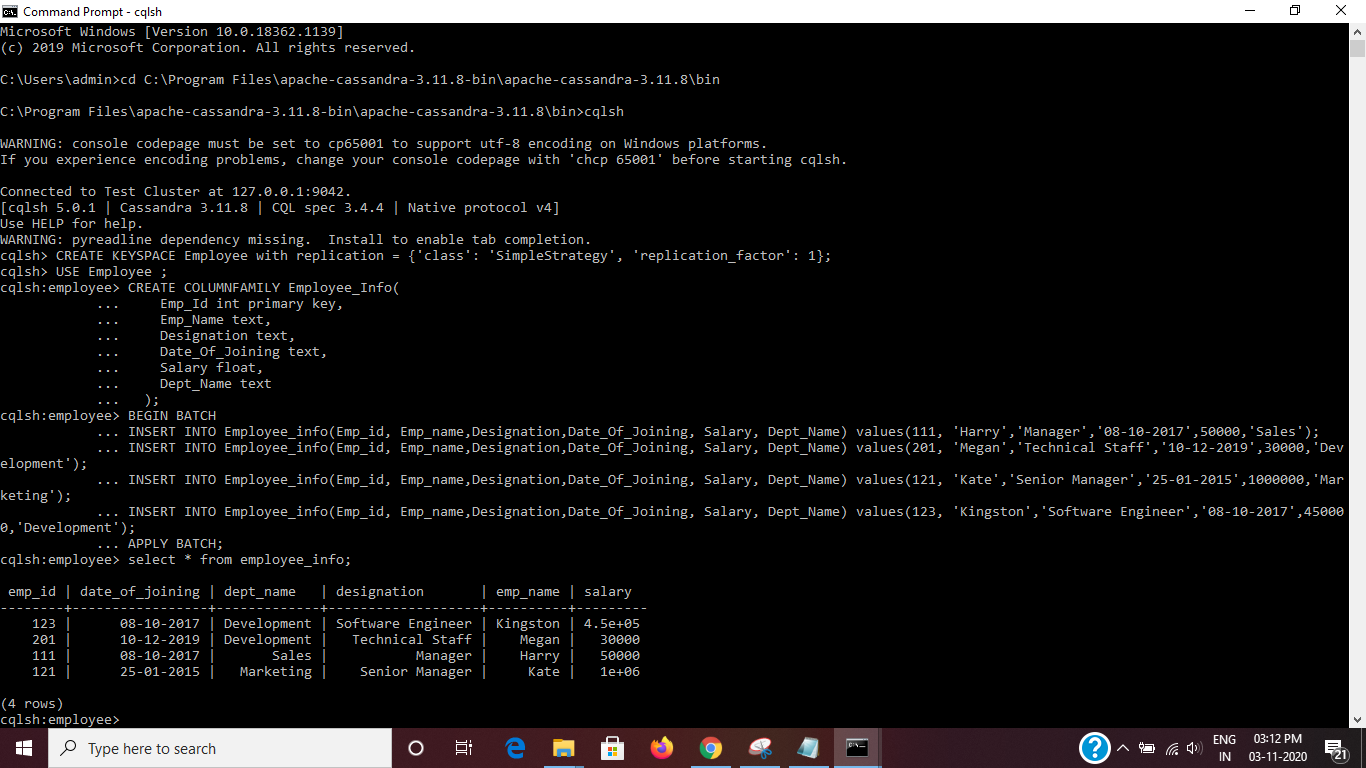 Command Prompt - cqlsh
Microsoft Windows [Version 10.0.18362.1139]
(c) 2019 Microsoft Corporation. All rights reserved.
C:\Users\admin>cd C:\Program Files\apache-cassandra-3.11.8-bin\apache-cassandra-3.11.8\bin
C:\Program Files\apache-cassandra-3.11.8-bin\apache-cassandra-3.11.8\bin>cqlsh
WARNING: console codepage must be set to cp65001 to support utf-8 encoding on Windows platforms.
If you experience encoding problems, change your console codepage with 'chcp 65001' before starting cqlsh.
Connected to Test Cluster at 127.0.0.1:9042.
[cqlsh 5.0.1 | Cassandra 3.11.8 | CQL spec 3.4.4 | Native protocol v4]
Use HELP for help.
WARNING: pyreadline dependency missing.  Install to enable tab completion.
cqlsh> CREATE KEYSPACE Employee with replication = {'class': 'SimpleStrategy', 'replication_factor': 1};
cqlsh> USE Employee ;
cqlsh:employee> CREATE COLUMNFAMILY Employee_Info(
            ...     Emp_Id int primary key,
            ...     Emp_Name text,
            ...     Designation text,
            ...     Date_Of_Joining text,
            ...     Salary float,
            ...     Dept_Name text
            ...   );
cqlsh:employee> BEGIN BATCH
            ... INSERT INTO Employee_info(Emp_id, Emp_name,Designation,Date_Of_Joining, Salary, Dept_Name) values(111, 'Harry','Manager','08-10-2017',50000,'Sales');
            ... INSERT INTO Employee_info(Emp_id, Emp_name,Designation,Date_Of_Joining, Salary, Dept_Name) values(201, 'Megan','Technical Staff','10-12-2019',30000,'Dev
elopment');
            ... INSERT INTO Employee_info(Emp_id, Emp_name,Designation,Date_Of_Joining, Salary, Dept_Name) values(121, 'Kate','Senior Manager','25-01-2015',1000000,'Mar
keting');
            ... INSERT INTO Employee_info(Emp_id, Emp_name,Designation,Date_Of_Joining, Salary, Dept_Name) values(123, 'Kingston','Software Engineer','08-10-2017',45000
0,'Development');
            ... APPLY BATCH;
cqlsh:employee> select * from employee_info;
 emp_id | date_of_joining | dept_name   | designation       | emp_name | salary
--------+-----------------+-------------+-------------------+----------+---------
    123 |      08-10-2017 | Development | Software Engineer | Kingston | 4.5e+05
    201 |      10-12-2019 | Development |   Technical Staff |    Megan |   30000
    111 |      08-10-2017 |       Sales |           Manager |    Harry |   50000
    121 |      25-01-2015 |   Marketing |    Senior Manager |     Kate |   1e+06
(4 rows)
cqlsh:employee>
Type here to search
ENG
IN
03:12 PM
03-11-2020
21